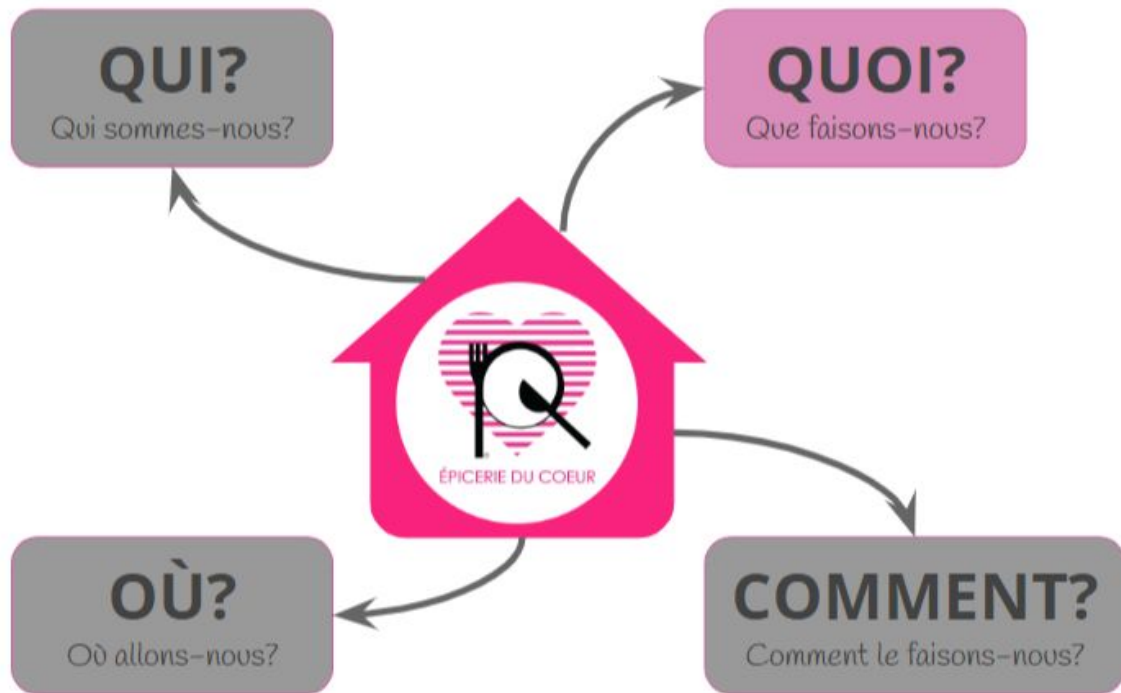 QUI?
Qui sommes-nous?
QUOI?
Que faisons-nous?
ÉPICERIE DU COEUR
OÙ?
Où allons-nous?
COMMENT?
Comment le faisons-nous?